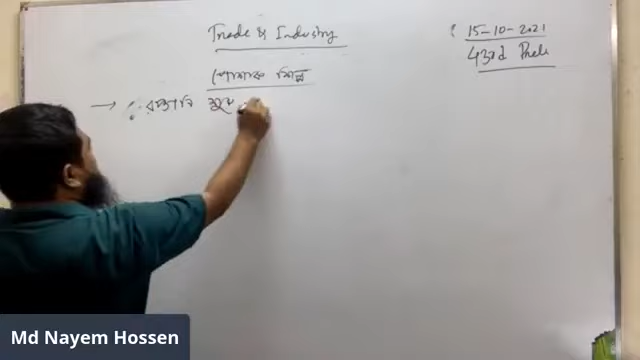 Trade & Industry
15-10-2021
43rd Preli
পোশাক শিল্প
→ রপ্তানি মুখ
Md Nayem Hossen